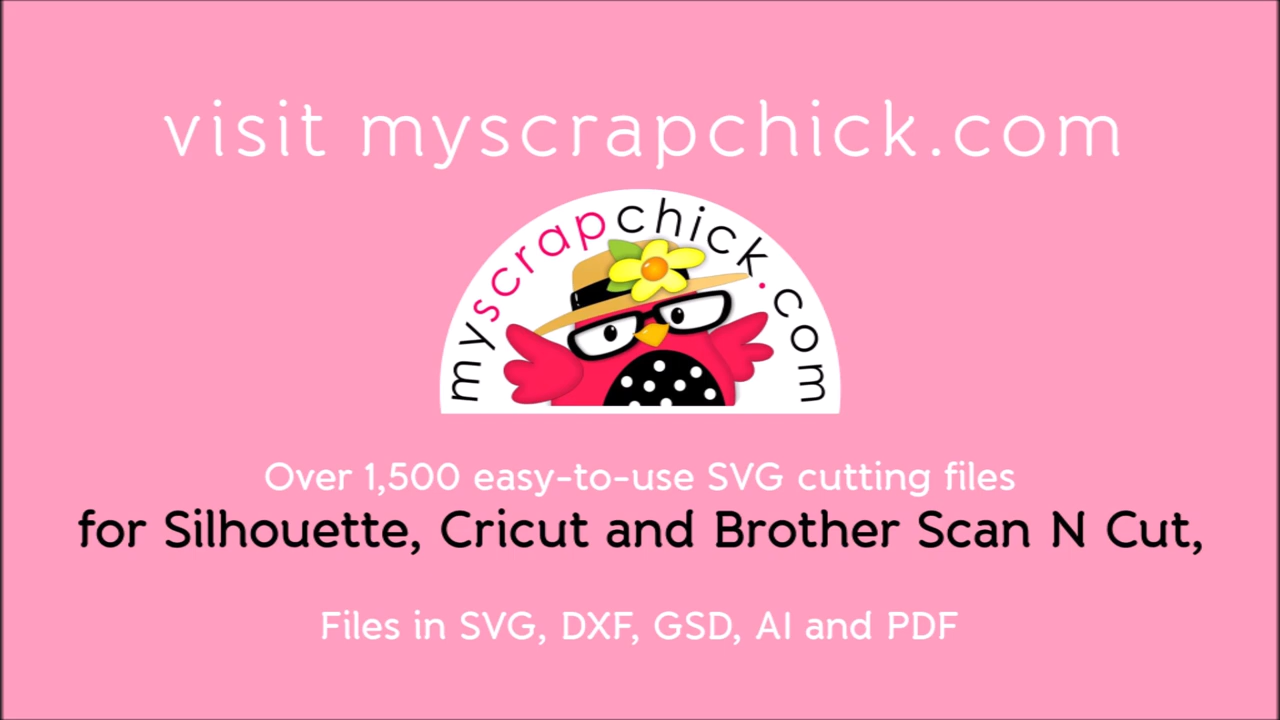 visit myscrapchick.com
myscrapchick.com
Over 1,500 easy-to-use SVG cutting files
for Silhouette, Cricut and Brother Scan N Cut,
Files in SVG, DXF, GSD, AI and PDF